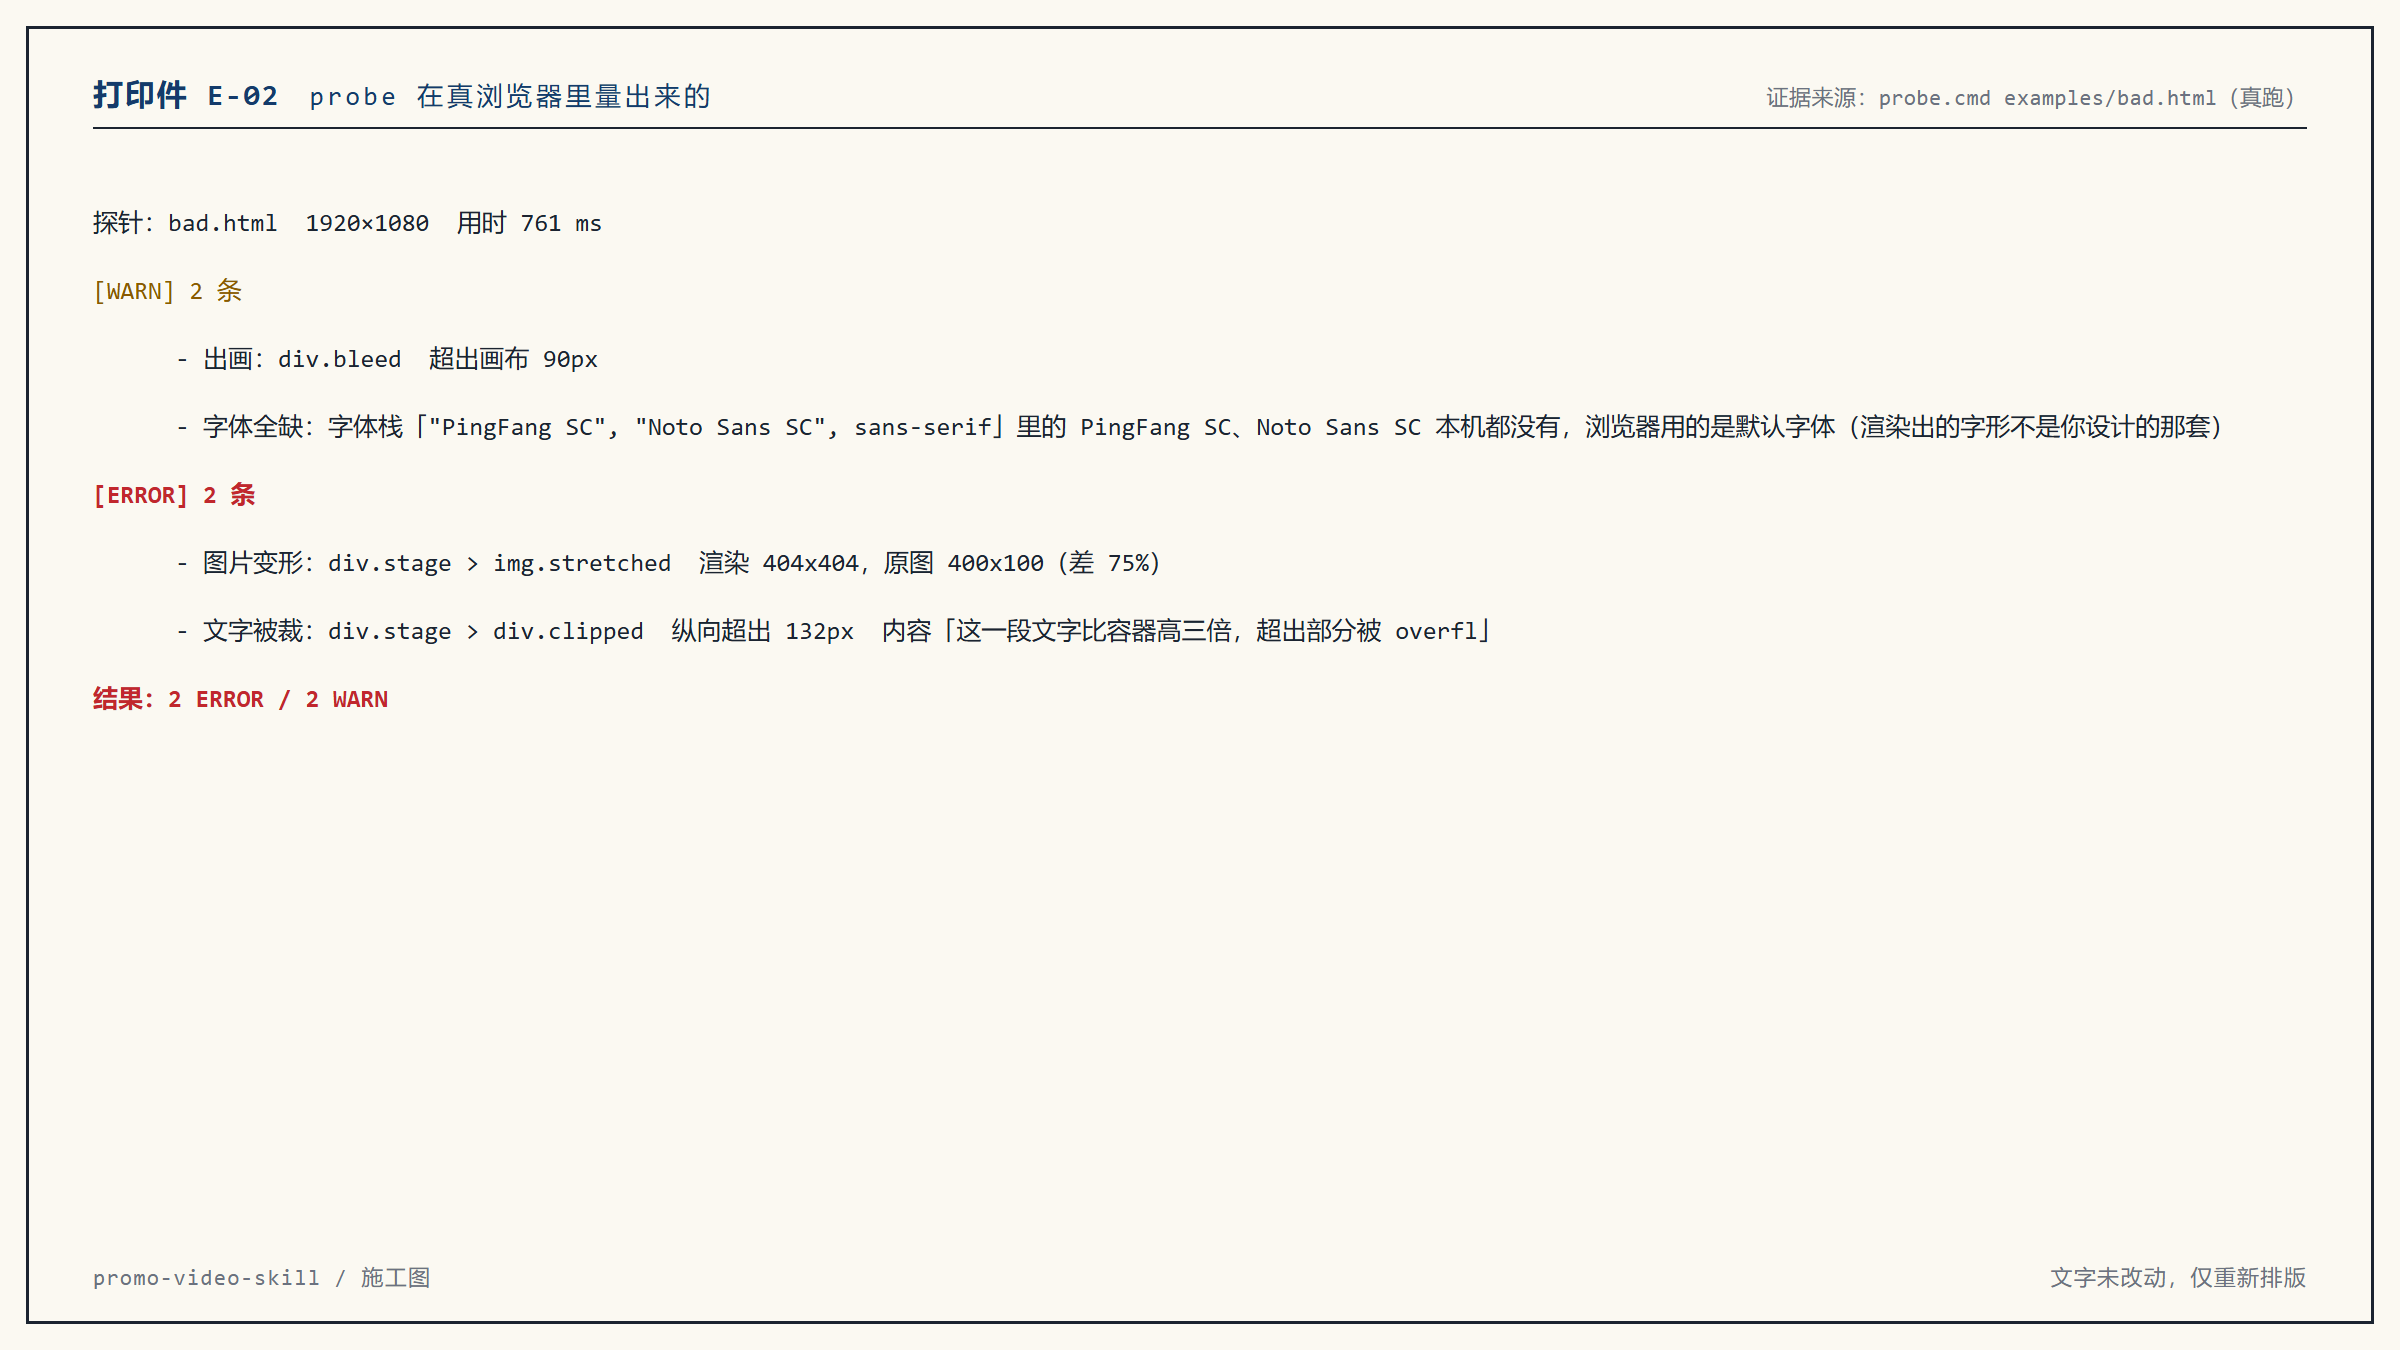 打印件 E-02 probe 在真浏览器里量出来的
证据来源：probe.cmd examples/bad.html（真跑）
探针：bad.html 1920×1080 用时 761 ms
[WARN] 2 条
- 出画：div.bleed 超出画布 90px
- 字体全缺：字体栈「"PingFang SC", "Noto Sans SC", sans-serif」里的 PingFang SC、Noto Sans SC 本机都没有，浏览器用的是默认字体（渲染出的字形不是你设计的那套）
[ERROR] 2 条
- 图片变形：div.stage > img.stretched 渲染 404x404，原图 400x100（差 75%）
- 文字被裁：div.stage > div.clipped 纵向超出 132px 内容「这一段文字比容器高三倍，超出部分被 overfl」
结果：2 ERROR / 2 WARN
promo-video-skill / 施工图
文字未改动，仅重新排版